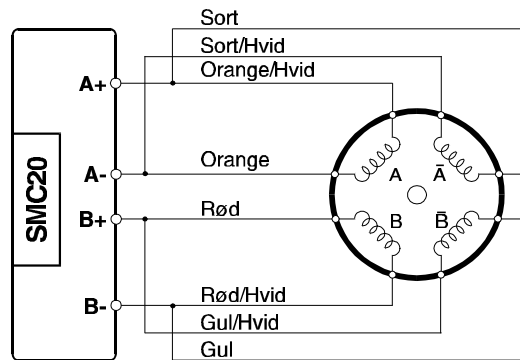 Sort
Sort/Hvid
Orange/Hvid
A+
Orange
A-
A Ā
SMC20
Rød
B+
B B̄
Rød/Hvid
B-
Gul/Hvid
Gul